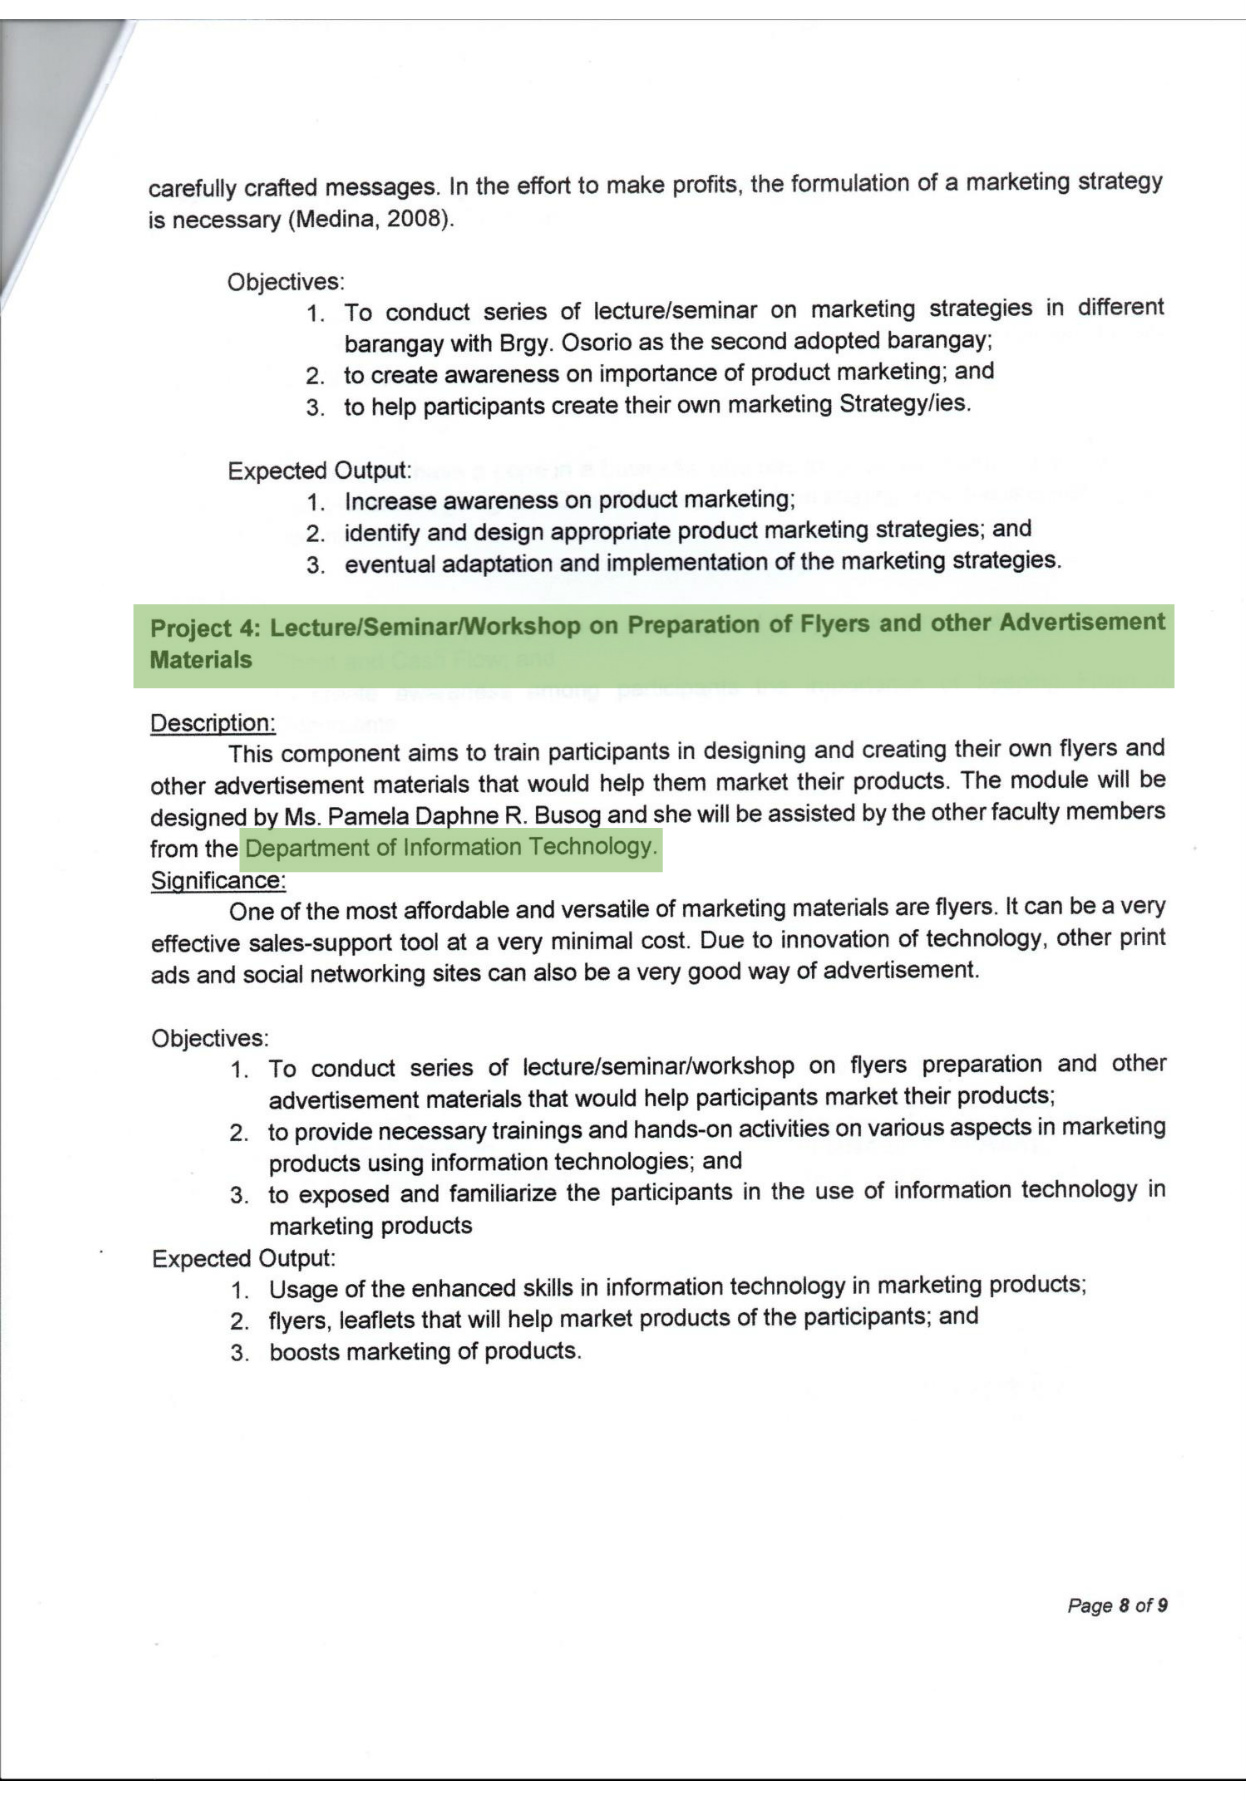 carefully crafted messages. In the effort to make profits, the formulation of a marketing strategy
is necessary (Medina, 2008).
Objectives:
1. To conduct series of lecture/seminar on marketing strategies in different
barangay with Brgy. Osorio as the second adopted barangay;
2. to create awareness on importance of product marketing; and
3. to help participants create their own marketing Strategy/ies.
Expected Output:
1. Increase awareness on product marketing;
2. identify and design appropriate product marketing strategies; and
3. eventual adaptation and implementation of the marketing strategies.
Project 4: Lecture/Seminar/Workshop on Preparation of Flyers and other Advertisement
Materials
Description:
This component aims to train participants in designing and creating their own flyers and
other advertisement materials that would help them market their products. The module will be
designed by Ms. Pamela Daphne R. Busog and she will be assisted by the other faculty members
from the Department of Information Technology.
Significance:
One of the most affordable and versatile of marketing materials are flyers. It can be a very
effective sales-support tool at a very minimal cost. Due to innovation of technology, other print
ads and social networking sites can also be a very good way of advertisement.
Objectives:
1. To conduct series of lecture/seminar/workshop on flyers preparation and other
advertisement materials that would help participants market their products;
2. to provide necessary trainings and hands-on activities on various aspects in marketing
products using information technologies; and
3. to exposed and familiarize the participants in the use of information technology in
marketing products
Expected Output:
1. Usage of the enhanced skills in information technology in marketing products;
2. flyers, leaflets that will help market products of the participants; and
3. boosts marketing of products.
Page 8 of 9